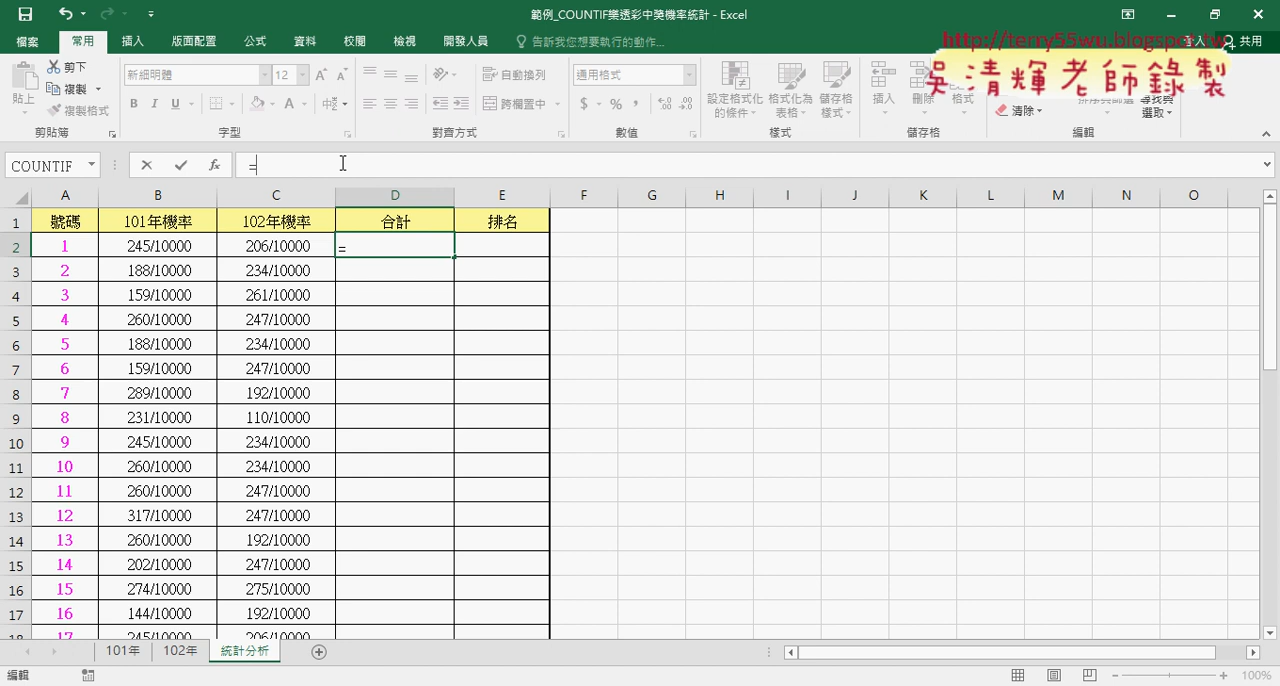 範例_COUNTIF樂透彩中獎機率統計 - Excel
檔案 常用 插入 版面配置 公式 資料 校閱 檢視 開發人員 告訴我您想要執行的動作... 登入 共用
http://terry55wu.blogspot.tw
吳清輝老師錄製
貼上 剪下 複製 複製格式 剪貼簿
新細明體 12 B I U A 字型
自動換列 跨欄置中 對齊方式
通用格式 $ % , 數值
設定格式化的條件 格式化為表格 儲存格樣式 樣式
插入 刪除 格式 儲存格
清除 尋找與選取 編輯
COUNTIF fx =
A B C D E F G H I J K L M N O
1 號碼 101年機率 102年機率 合計 排名
2 1 245/10000 206/10000 =
3 2 188/10000 234/10000
4 3 159/10000 261/10000
5 4 260/10000 247/10000
6 5 188/10000 234/10000
7 6 159/10000 247/10000
8 7 289/10000 192/10000
9 8 231/10000 110/10000
10 9 245/10000 234/10000
11 10 260/10000 234/10000
12 11 260/10000 247/10000
13 12 317/10000 247/10000
14 13 260/10000 192/10000
15 14 202/10000 247/10000
16 15 274/10000 275/10000
17 16 144/10000 192/10000
18 17 245/10000 206/10000
101年 102年 統計分析
編輯 100%